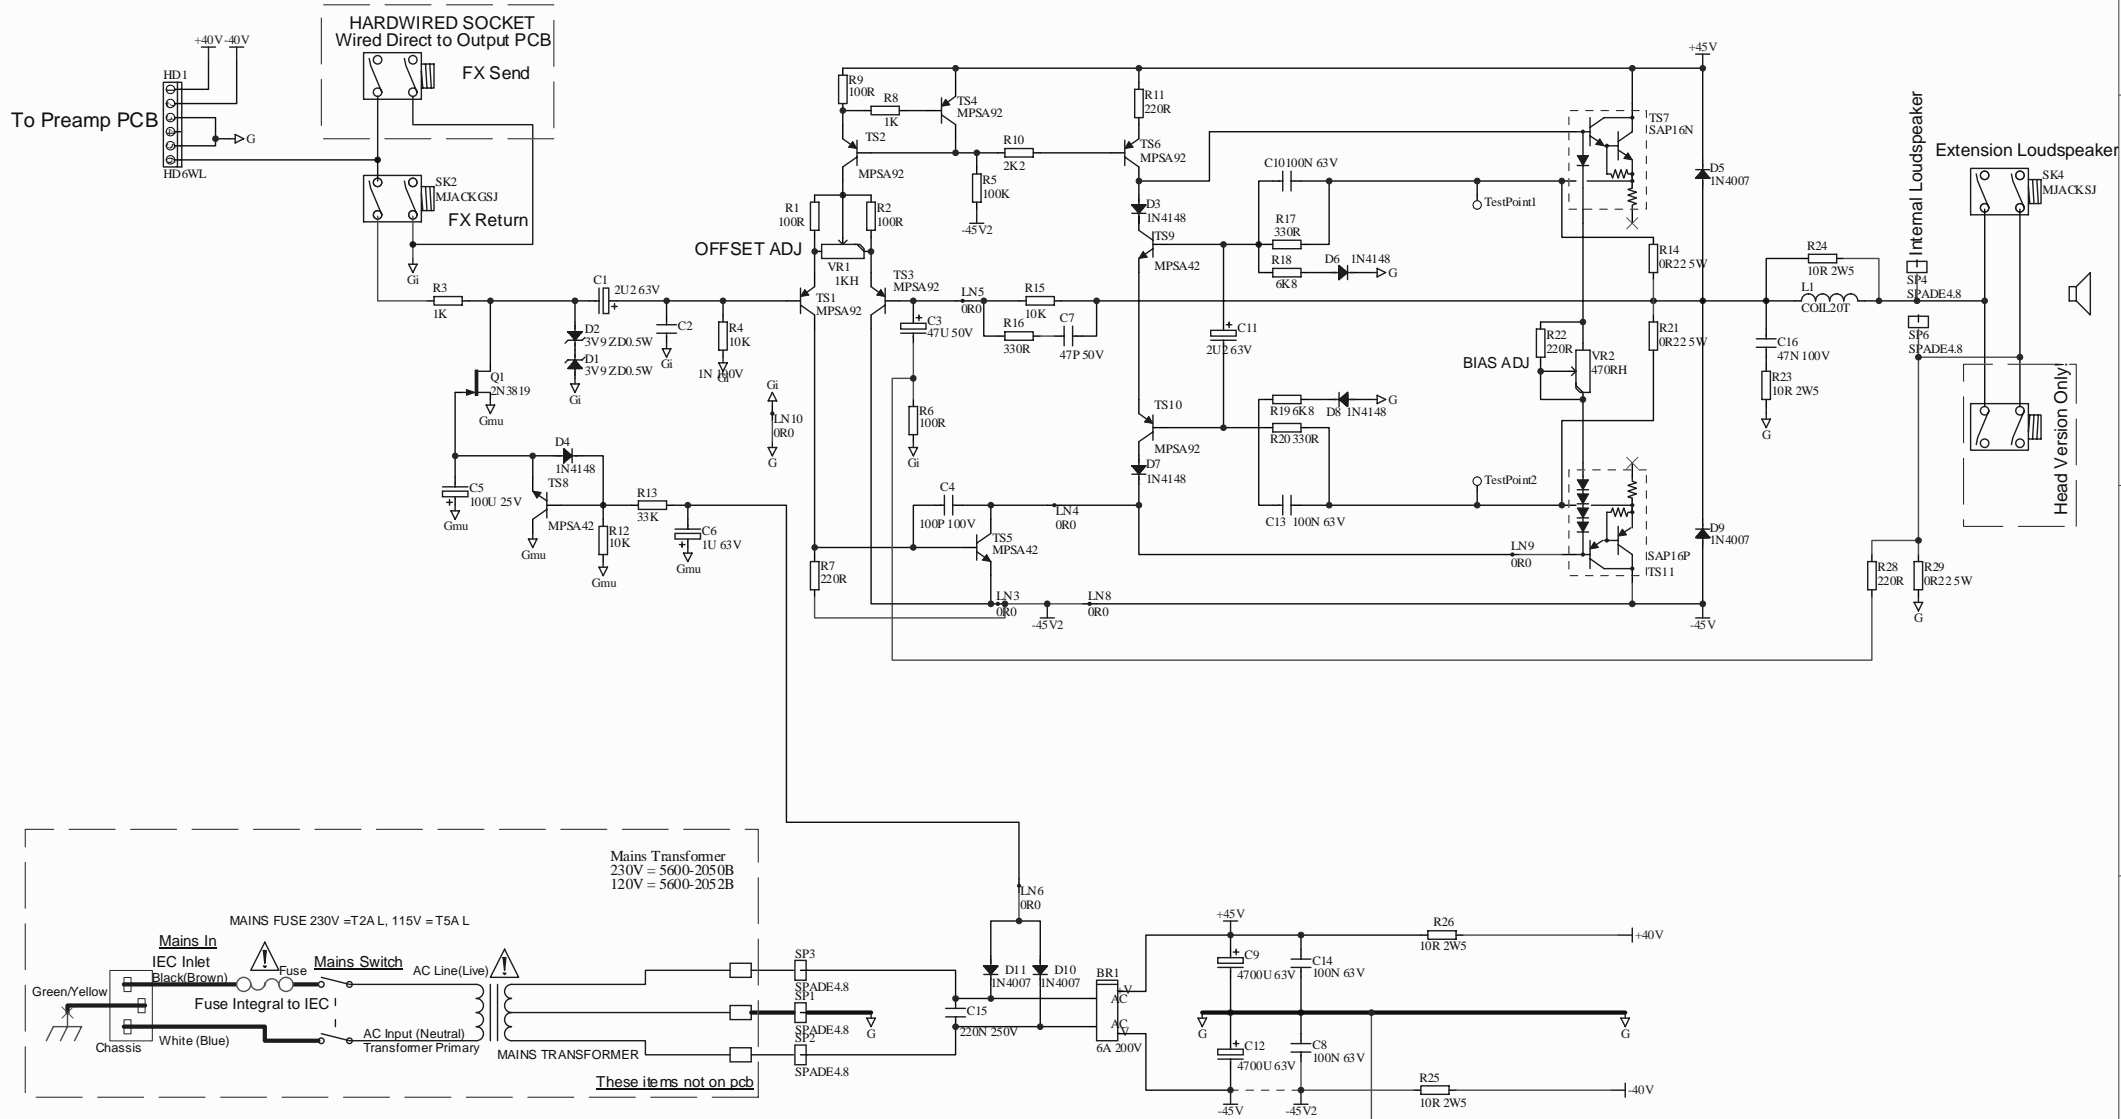 HARDWIRED SOCKET
Wired Direct to Output PCB
FX Send
+40V
-40V
HD1
To Preamp PCB
G
HD6WL
SK2
MJACKGSJ
FX Return
Gi
R3
1K
C1
2U2 63V
D2
3V9 ZD0.5W
D1
3V9 ZD0.5W
Gi
C2
Gi
R4
10K
1N 100V
Gi
Q1
2N3819
Gmu
D4
1N4148
TS8
MPSA42
C5
100U 25V
Gmu
Gmu
R13
33K
R12
10K
Gmu
C6
1U 63V
Gmu
Gi
LN10
0R0
G
R9
100R
R8
1K
TS4
MPSA92
TS2
MPSA92
R10
2K2
R5
100K
-45V2
R1
100R
R2
100R
OFFSET ADJ
VR1
1KH
TS1
MPSA92
TS3
MPSA92
LN5
0R0
C3
47U 50V
R15
10K
R16
330R
C7
47P 50V
R6
100R
Gi
C4
100P 100V
TS5
MPSA42
LN4
0R0
R7
220R
LN3
0R0
-45V2
LN8
0R0
R11
220R
TS6
MPSA92
D3
1N4148
TS9
MPSA42
C10 100N 63V
R17
330R
R18
6K8
D6
1N4148
G
C11
2U2 63V
TS10
MPSA92
D7
1N4148
R19 6K8
D8
1N4148
G
R20 330R
C13
100N 63V
TestPoint1
TestPoint2
LN9
0R0
+45V
TS7
SAP16N
D5
1N4007
R14
0R22 5W
R21
0R22 5W
R22
220R
VR2
470RH
BIAS ADJ
SAP16P
TS11
D9
1N4007
-45V
R24
10R 2W5
L1
COIL20T
C16
47N 100V
R23
10R 2W5
G
Internal Loudspeaker
SP4
SPADE4.8
SP6
SPADE4.8
Extension Loudspeaker
SK4
MJACKSJ
Head Version Only.
R28
220R
R29
0R22 5W
G
Mains Transformer
230V = 5600-2050B
120V = 5600-2052B
MAINS FUSE 230V =T2A L, 115V = T5A L
Mains In
IEC Inlet
Black(Brown)
Fuse
Mains Switch
AC Line(Live)
Green/Yellow
Fuse Integral to IEC
White (Blue)
Chassis
AC Input (Neutral)
Transformer Primary
MAINS TRANSFORMER
These items not on pcb
SP3
SPADE4.8
SP1
SPADE4.8
SP2
SPADE4.8
G
C15
220N 250V
LN6
0R0
D11
1N4007
D10
1N4007
BR1
+V
AC
AC
-V
6A 200V
+45V
C9
4700U 63V
C14
100N 63V
G
G
C12
4700U 63V
C8
100N 63V
-45V
-45V2
R26
10R 2W5
+40V
R25
10R 2W5
-40V